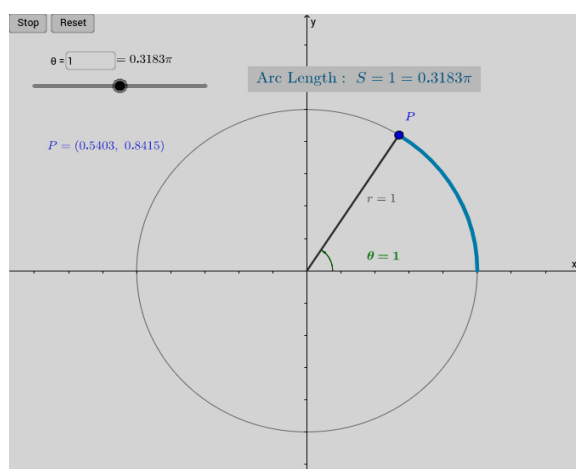 Stop Reset
y
θ = 1 = 0.3183π
Arc Length : S = 1 = 0.3183π
P
P = (0.5403, 0.8415)
r = 1
θ = 1
x